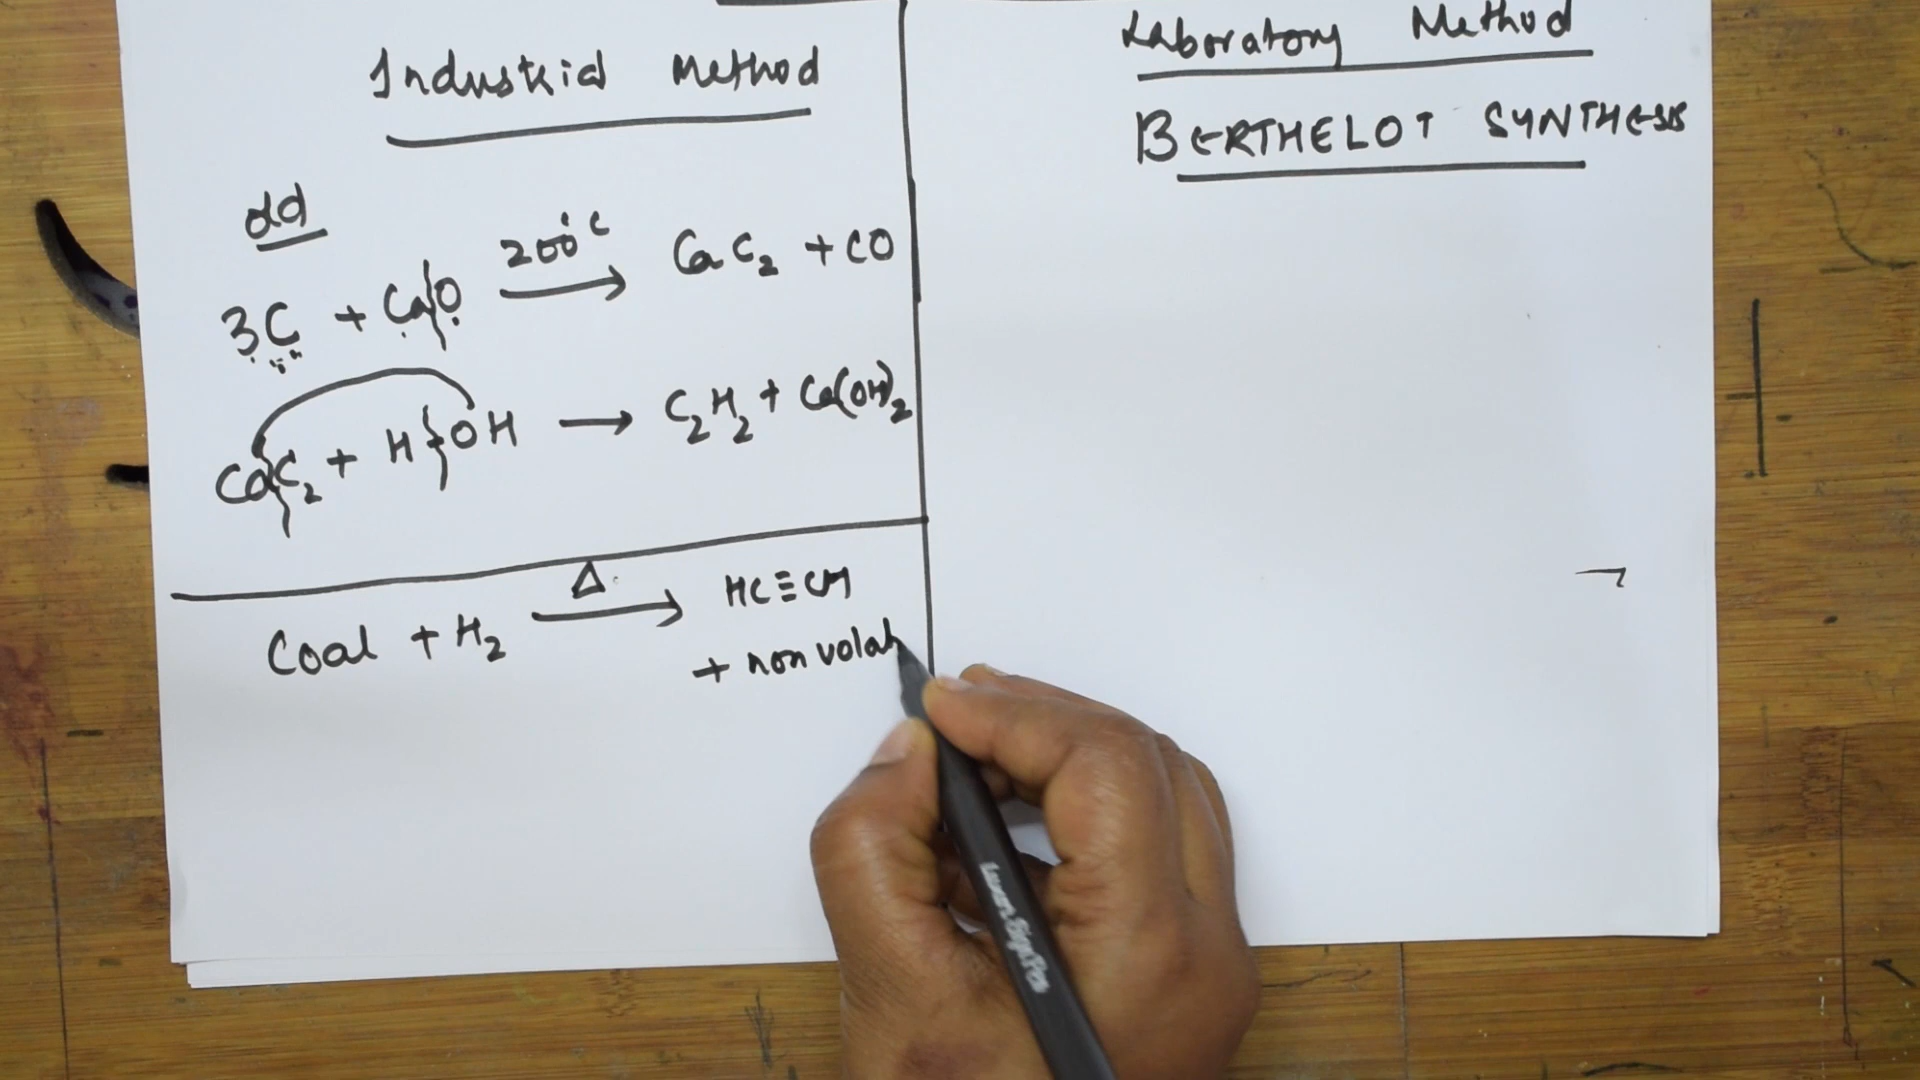 Industrial Method
old
3C + CaO 200°C → CaC₂ + CO
CaC₂ + H OH → C₂H₂ + Ca(OH)₂
Coal + H₂ Δ → HC≡CH
+ non volat
Laboratory Method
BERTHELOT SYNTHESIS